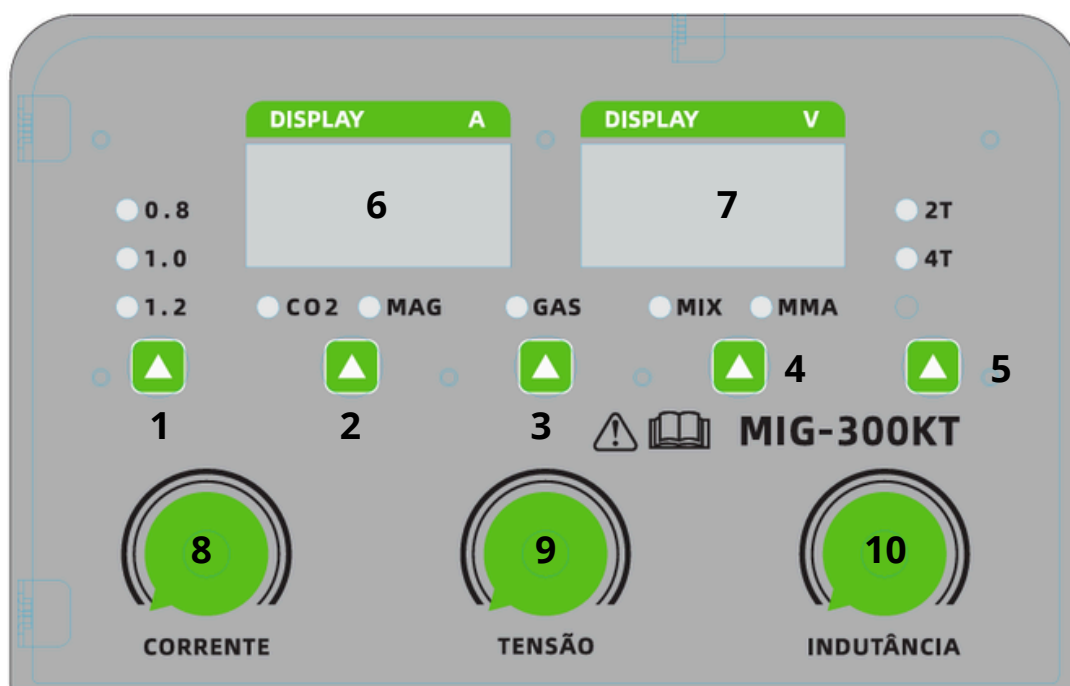 DISPLAY A DISPLAY V
6 7
0.8 2T
1.0 4T
1.2 CO2 MAG GAS MIX MMA
4 5
1 2 3 MIG-300KT
8 9 10
CORRENTE TENSÃO INDUTÂNCIA